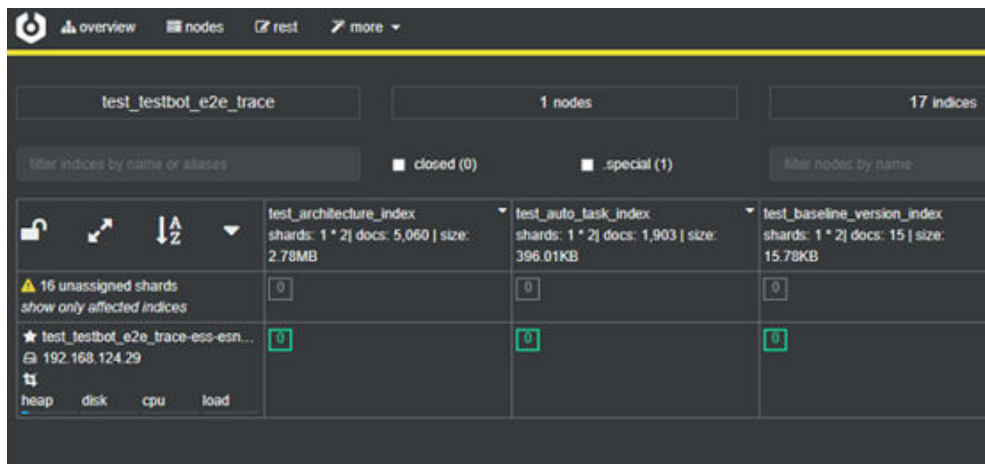 overview nodes rest more
test_testbot_e2e_trace 1 nodes 17 indices
filter indices by name or aliases closed (0) .special (1) filter nodes by name
test_architecture_index
shards: 1 * 2| docs: 5,060 | size:
2.78MB
test_auto_task_index
shards: 1 * 2| docs: 1,903 | size:
396.01KB
test_baseline_version_index
shards: 1 * 2| docs: 15 | size:
15.78KB
16 unassigned shards
show only affected indices
0 0 0
test_testbot_e2e_trace-ess-esn...
192.168.124.29
heap disk cpu load
0 0 0